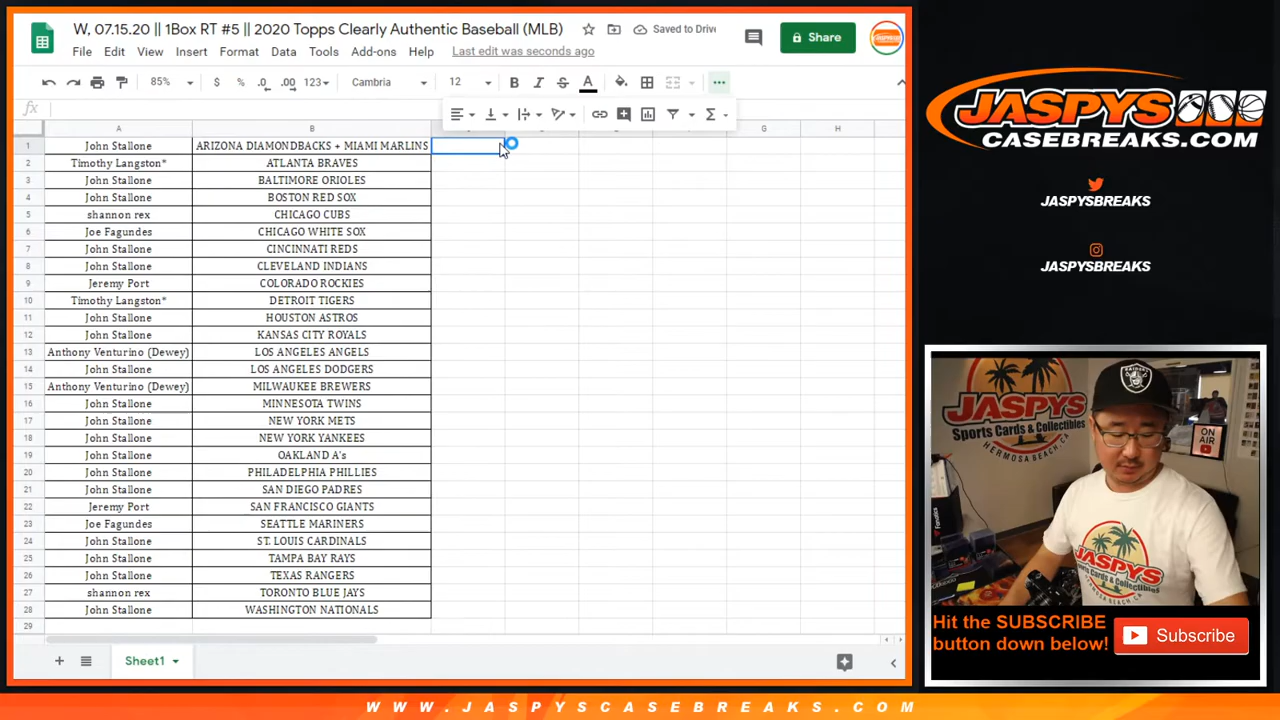 W, 07.15.20 || 1Box RT #5 || 2020 Topps Clearly Authentic Baseball (MLB)
Saved to Drive
Share
File Edit View Insert Format Data Tools Add-ons Help Last edit was seconds ago
85% $ % .0 .00 123 Cambria 12 B I S A
fx
A B G H
1 John Stallone ARIZONA DIAMONDBACKS + MIAMI MARLINS
2 Timothy Langston* ATLANTA BRAVES
3 John Stallone BALTIMORE ORIOLES
4 John Stallone BOSTON RED SOX
5 shannon rex CHICAGO CUBS
6 Joe Fagundes CHICAGO WHITE SOX
7 John Stallone CINCINNATI REDS
8 John Stallone CLEVELAND INDIANS
9 Jeremy Port COLORADO ROCKIES
10 Timothy Langston* DETROIT TIGERS
11 John Stallone HOUSTON ASTROS
12 John Stallone KANSAS CITY ROYALS
13 Anthony Venturino (Dewey) LOS ANGELES ANGELS
14 John Stallone LOS ANGELES DODGERS
15 Anthony Venturino (Dewey) MILWAUKEE BREWERS
16 John Stallone MINNESOTA TWINS
17 John Stallone NEW YORK METS
18 John Stallone NEW YORK YANKEES
19 John Stallone OAKLAND A's
20 John Stallone PHILADELPHIA PHILLIES
21 John Stallone SAN DIEGO PADRES
22 Jeremy Port SAN FRANCISCO GIANTS
23 Joe Fagundes SEATTLE MARINERS
24 John Stallone ST. LOUIS CARDINALS
25 John Stallone TAMPA BAY RAYS
26 John Stallone TEXAS RANGERS
27 shannon rex TORONTO BLUE JAYS
28 John Stallone WASHINGTON NATIONALS
29
Sheet1
JASPYS
CASEBREAKS.COM
JASPYSBREAKS
JASPYSBREAKS
JASPYS
Sports Cards & Collectibles
HERMOSA BEACH, CA
RAIDERS
ON AIR
Fanatics
JASPYS
Sports Cards & Collectibles
Hit the SUBSCRIBE
button down below!
Subscribe
WWW.JASPYSCASEBREAKS.COM